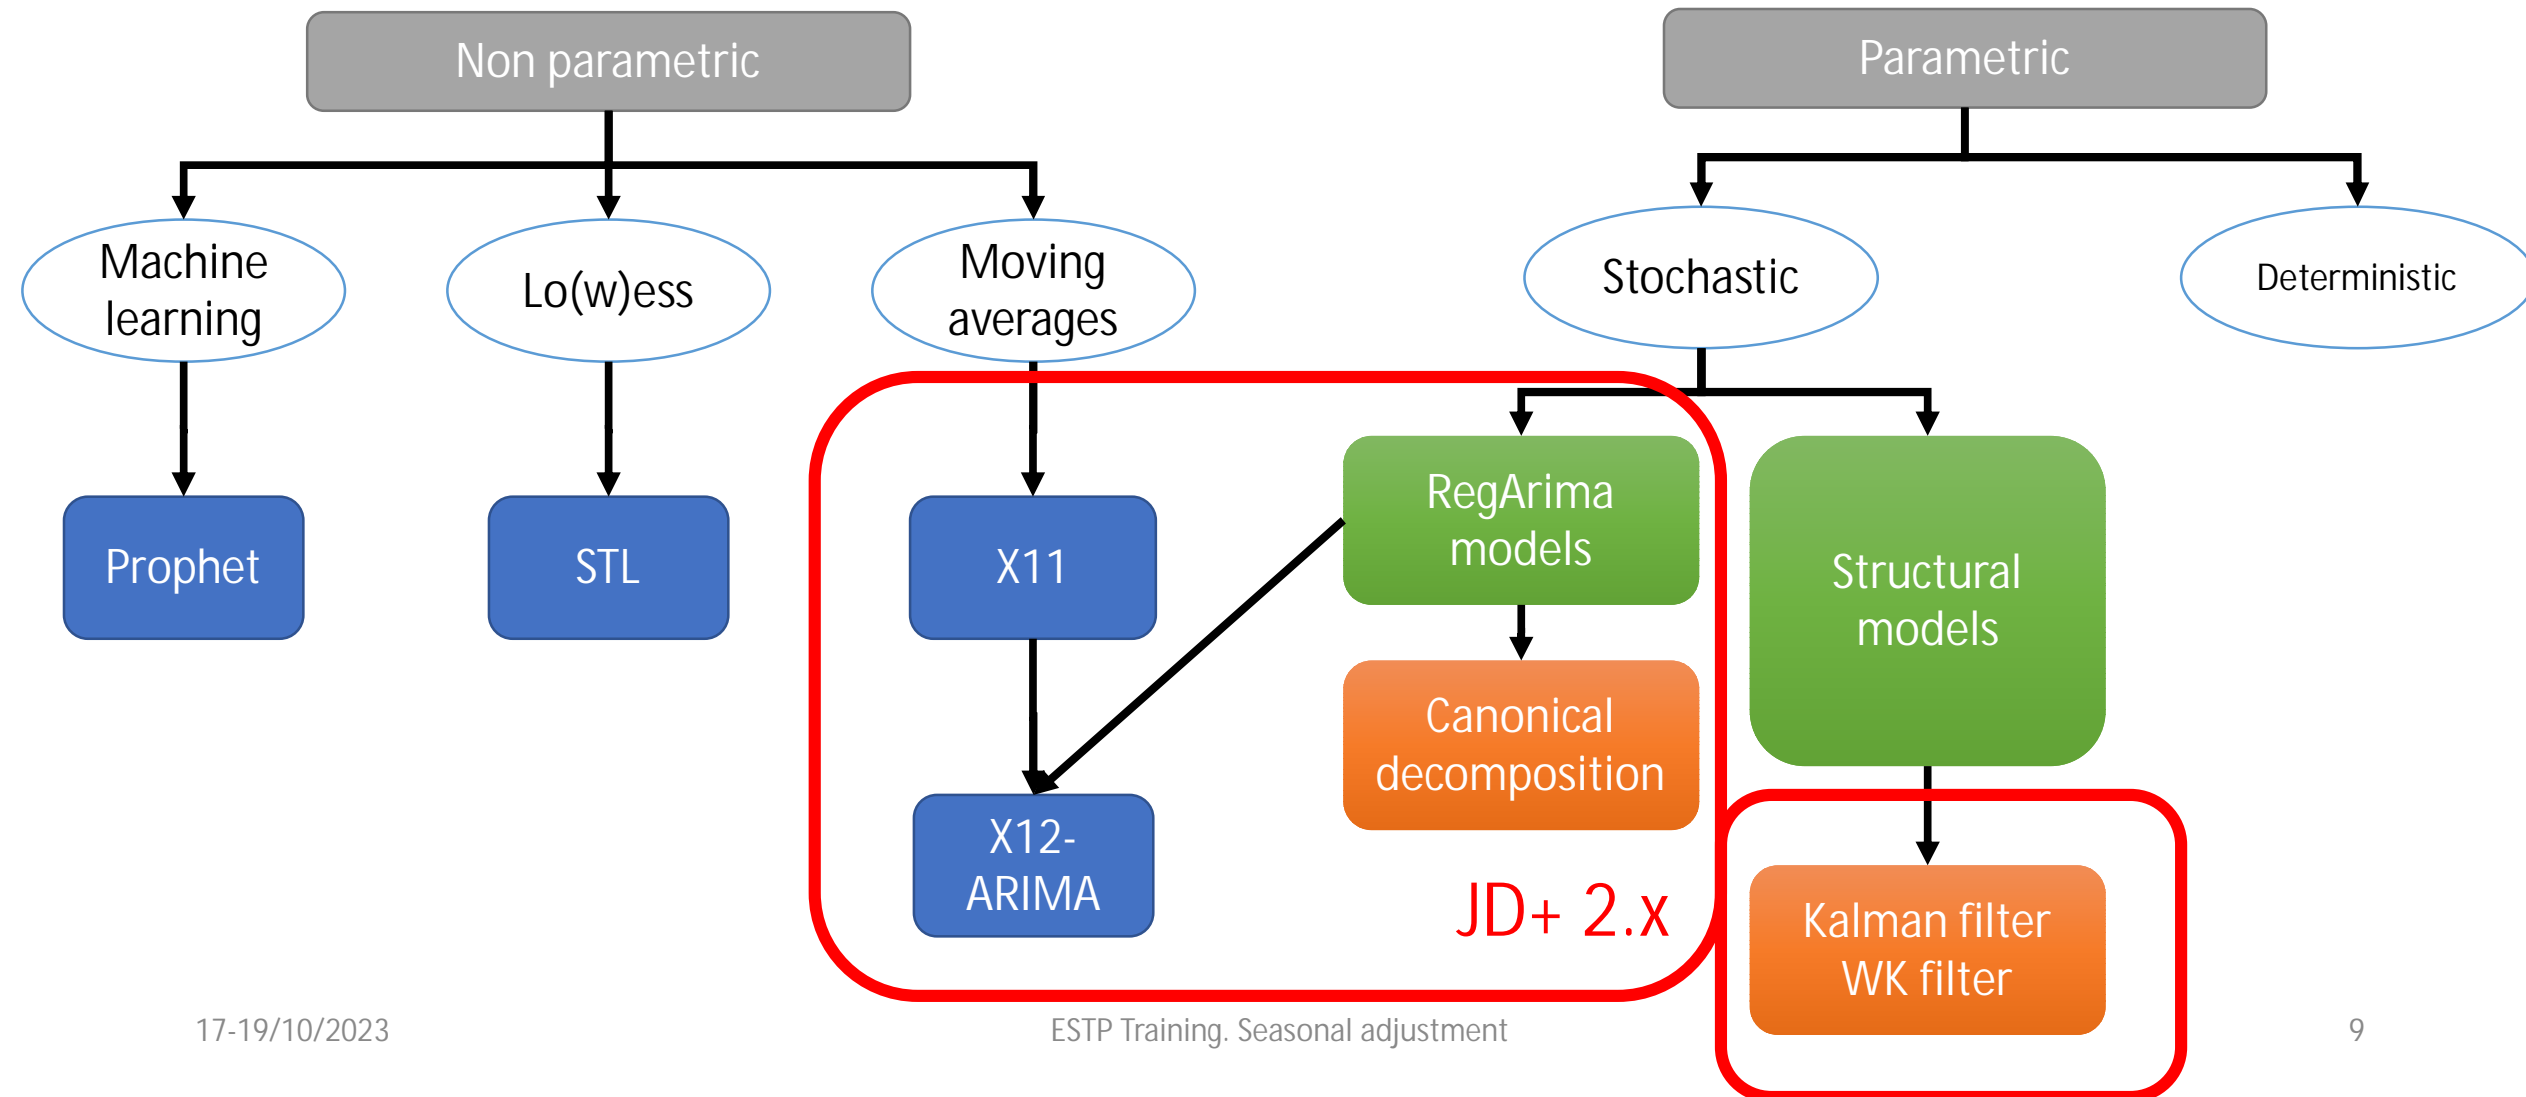 Non parametric
Parametric
Machine
learning
Lo(w)ess
Moving
averages
Stochastic
Deterministic
Prophet
STL
X11
RegArima
models
Structural
models
Canonical
decomposition
X12-
ARIMA
JD+ 2.x
Kalman filter
WK filter
17-19/10/2023
ESTP Training. Seasonal adjustment
9